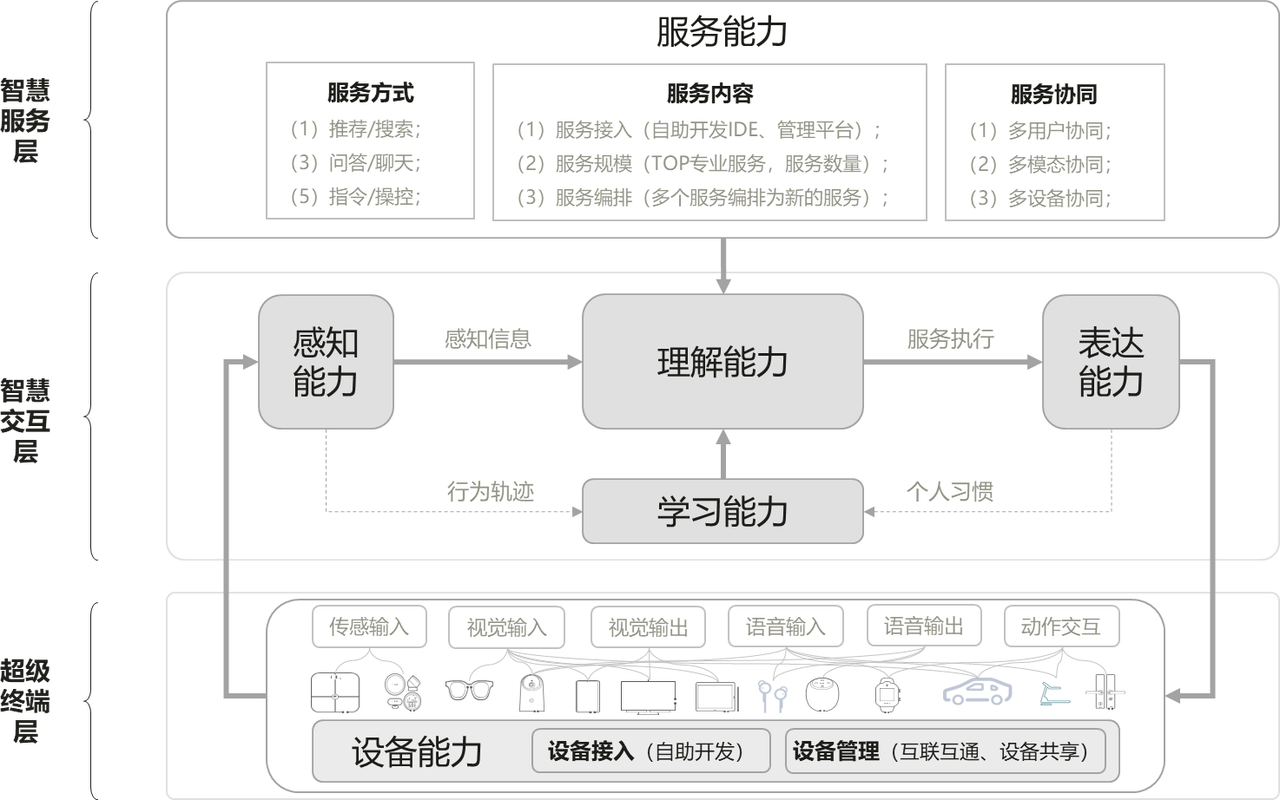 智慧
服务
层
服务能力
服务方式
（1）推荐/搜索；
（3）问答/聊天；
（5）指令/操控；
服务内容
（1）服务接入（自助开发IDE、管理平台）；
（2）服务规模（TOP专业服务，服务数量）；
（3）服务编排（多个服务编排为新的服务）；
服务协同
（1）多用户协同；
（2）多模态协同；
（3）多设备协同；
智慧
交互
层
感知
能力
感知信息
理解能力
服务执行
表达
能力
行为轨迹
学习能力
个人习惯
超级
终端
层
传感输入
视觉输入
视觉输出
语音输入
语音输出
动作交互
设备能力
设备接入（自助开发）
设备管理（互联互通、设备共享）